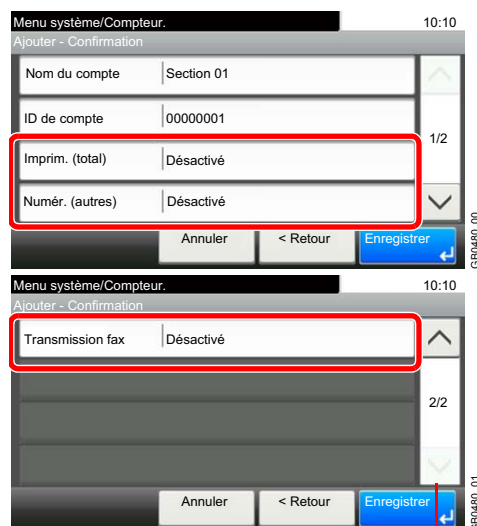 Menu système/Compteur. 10:10
Ajouter - Confirmation
Nom du compte Section 01
ID de compte 00000001
1/2
Imprim. (total) Désactivé
Numér. (autres) Désactivé
Annuler < Retour Enregistrer
GB0480_00
Menu système/Compteur. 10:10
Ajouter - Confirmation
Transmission fax Désactivé
2/2
Annuler < Retour Enregistrer
GB0480_01